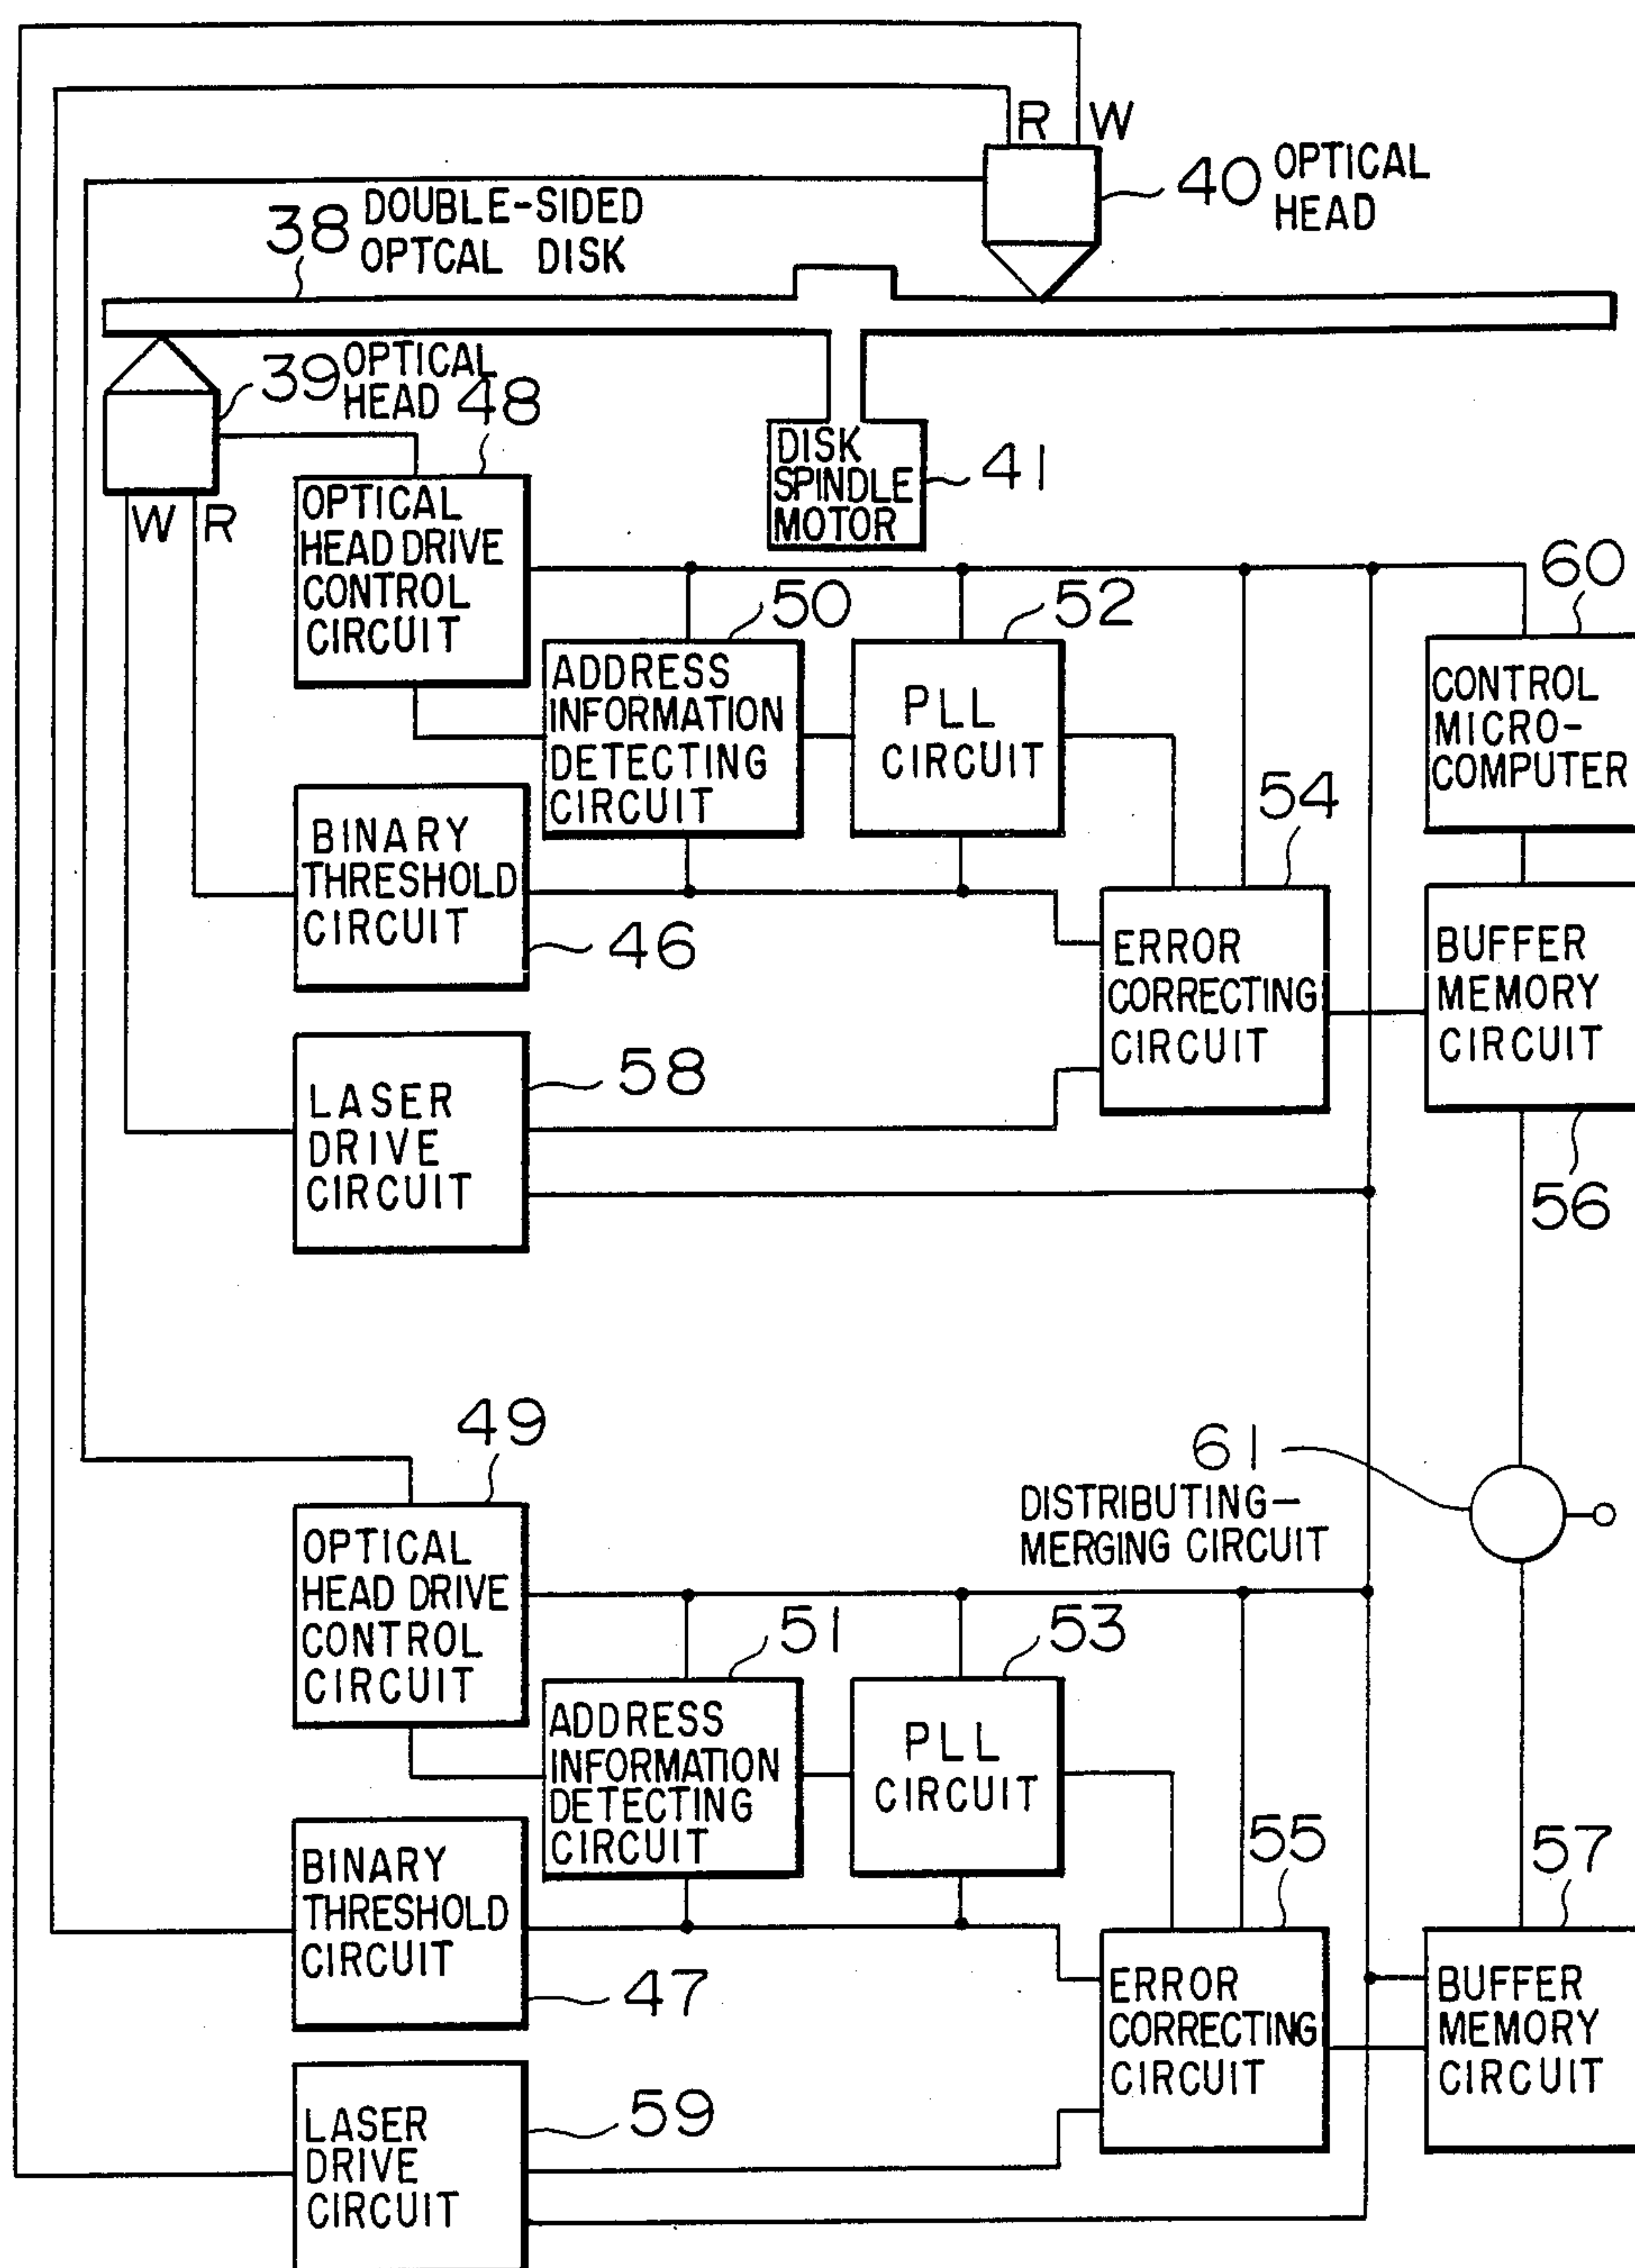 R W
40 OPTICAL
HEAD
38 DOUBLE-SIDED
OPTCAL DISK
39 OPTICAL
HEAD
W R
48
OPTICAL
HEAD DRIVE
CONTROL
CIRCUIT
DISK
SPINDLE
MOTOR
41
50
ADDRESS
INFORMATION
DETECTING
CIRCUIT
52
PLL
CIRCUIT
60
CONTROL
MICRO-
COMPUTER
BINARY
THRESHOLD
CIRCUIT
46
54
ERROR
CORRECTING
CIRCUIT
BUFFER
MEMORY
CIRCUIT
56
LASER
DRIVE
CIRCUIT
58
61
DISTRIBUTING-
MERGING CIRCUIT
49
OPTICAL
HEAD DRIVE
CONTROL
CIRCUIT
51
ADDRESS
INFORMATION
DETECTING
CIRCUIT
53
PLL
CIRCUIT
BINARY
THRESHOLD
CIRCUIT
47
55
ERROR
CORRECTING
CIRCUIT
57
BUFFER
MEMORY
CIRCUIT
LASER
DRIVE
CIRCUIT
59